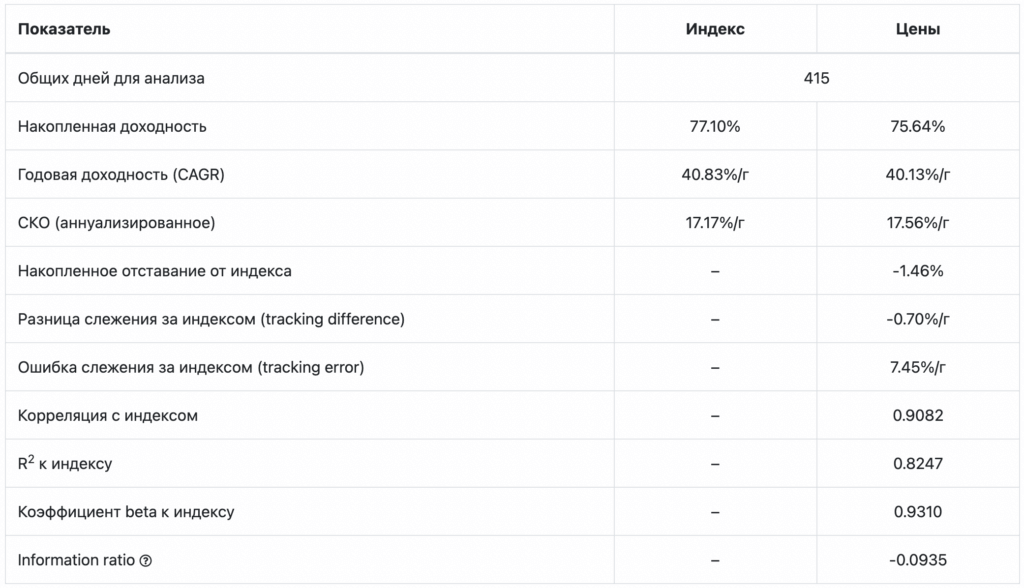 Показатель Индекс Цены
Общих дней для анализа 415
Накопленная доходность 77.10% 75.64%
Годовая доходность (CAGR) 40.83%/г 40.13%/г
СКО (аннуализированное) 17.17%/г 17.56%/г
Накопленное отставание от индекса – -1.46%
Разница слежения за индексом (tracking difference) – -0.70%/г
Ошибка слежения за индексом (tracking error) – 7.45%/г
Корреляция с индексом – 0.9082
R² к индексу – 0.8247
Коэффициент beta к индексу – 0.9310
Information ratio ? – -0.0935